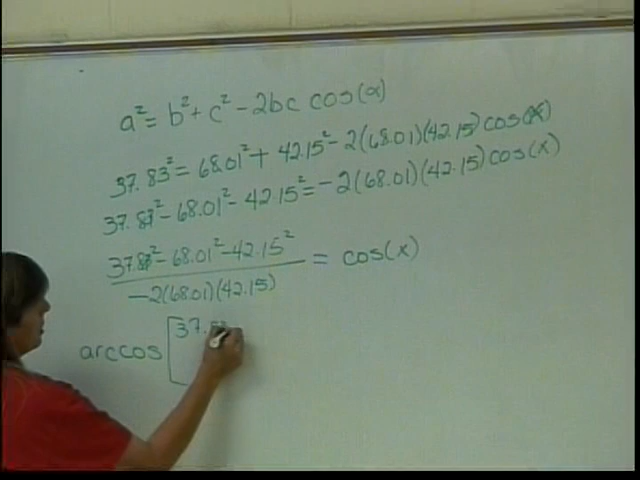 a² = b² + c² - 2bc cos(α)
37.83² = 68.01² + 42.15² - 2(68.01)(42.15) cos(x)
37.83² - 68.01² - 42.15² = -2(68.01)(42.15) cos(x)
37.83² - 68.01² - 42.15² = cos(x)
-2(68.01)(42.15)
arccos [ 37.